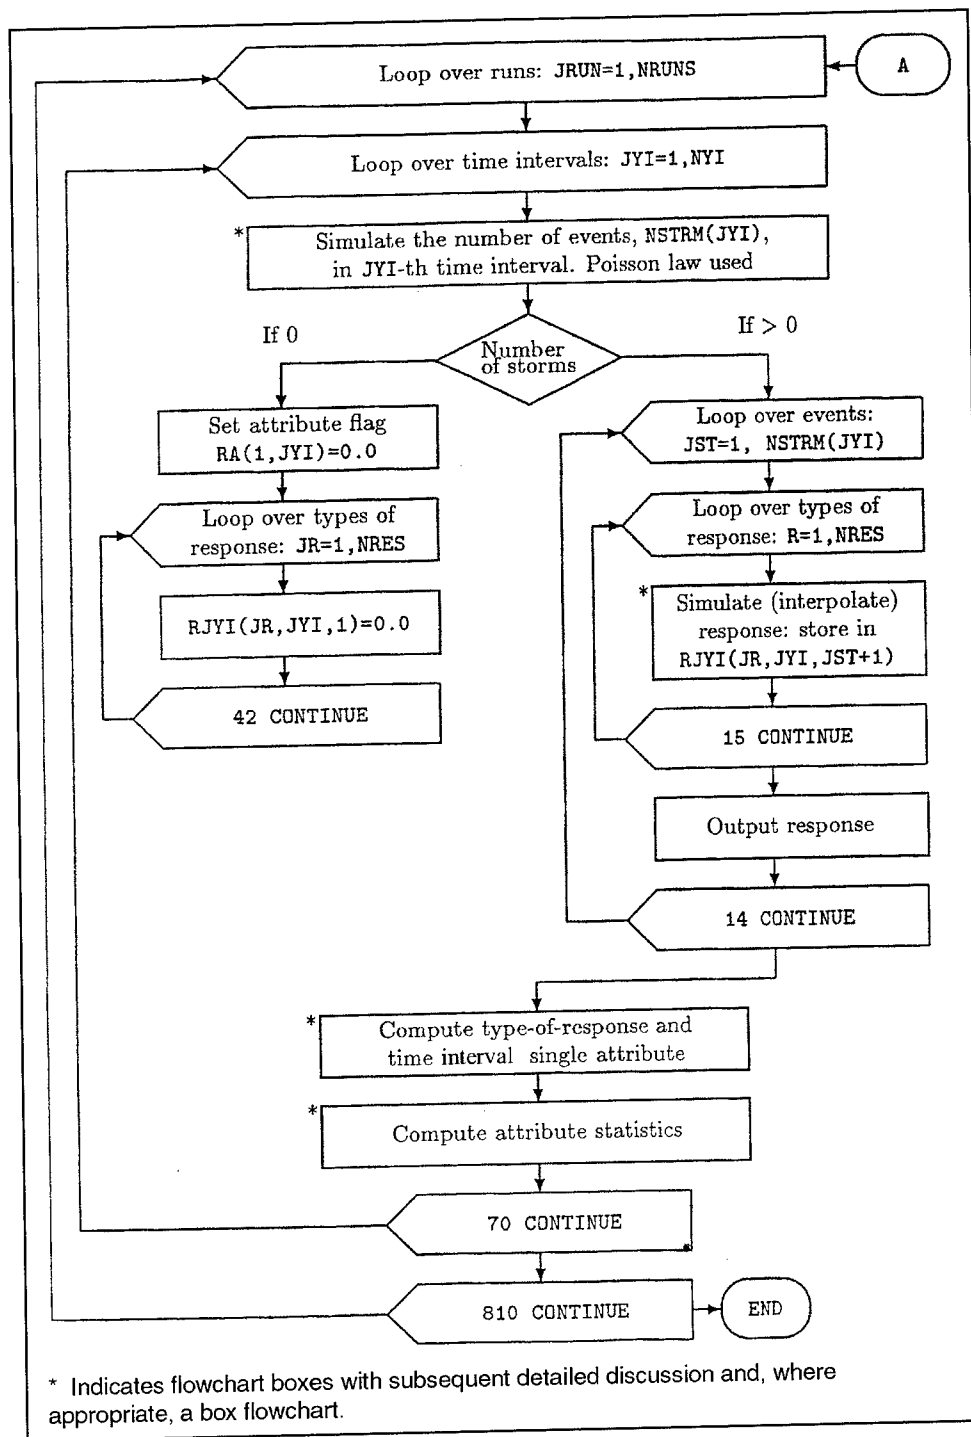 Loop over runs: JRUN=1,NRUNS
A
Loop over time intervals: JYI=1,NYI
*
Simulate the number of events, NSTRM(JYI),
in JYI-th time interval. Poisson law used
If 0
If > 0
Number
of storms
Set attribute flag
RA(1,JYI)=0.0
Loop over types of
response: JR=1,NRES
RJYI(JR,JYI,1)=0.0
42 CONTINUE
Loop over events:
JST=1, NSTRM(JYI)
Loop over types of
response: R=1,NRES
*
Simulate (interpolate)
response: store in
RJYI(JR,JYI,JST+1)
15 CONTINUE
Output response
14 CONTINUE
*
Compute type-of-response and
time interval single attribute
*
Compute attribute statistics
70 CONTINUE
810 CONTINUE
END
* Indicates flowchart boxes with subsequent detailed discussion and, where
appropriate, a box flowchart.